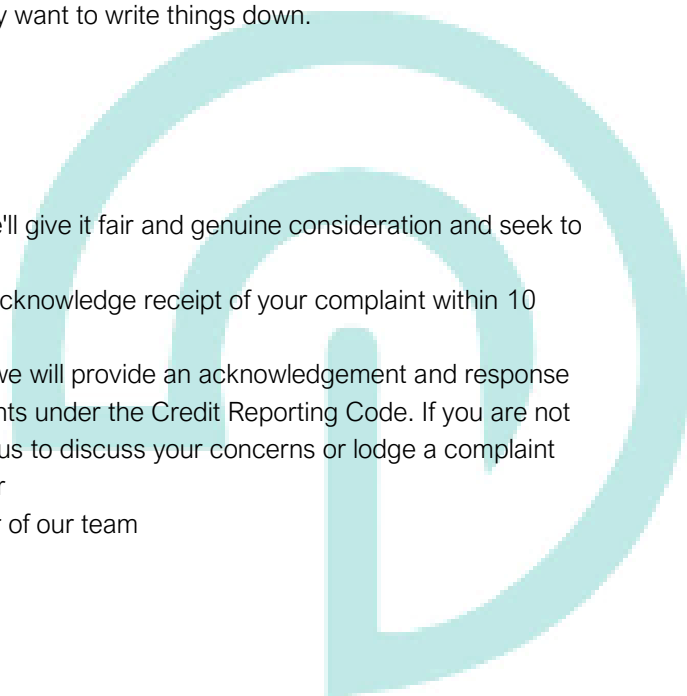 want to write things down.
'll give it fair and genuine consideration and seek to
cknowledge receipt of your complaint within 10
we will provide an acknowledgement and response
nts under the Credit Reporting Code. If you are not
us to discuss your concerns or lodge a complaint
r
of our team